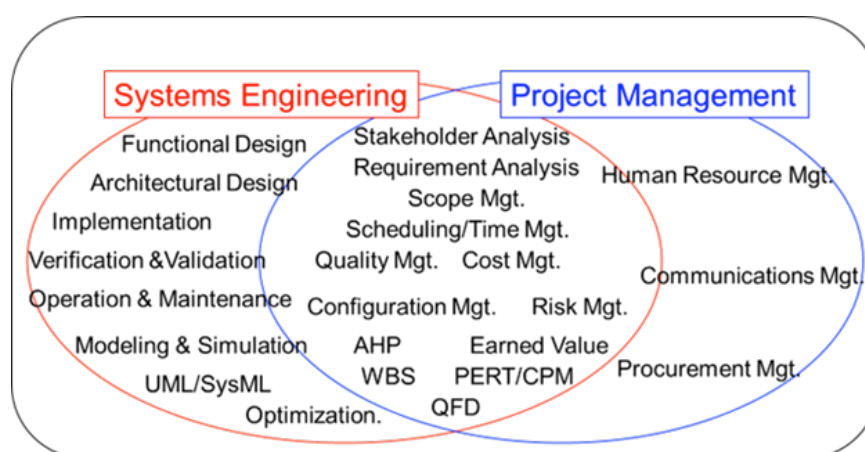 Systems Engineering
Project Management
Functional Design
Architectural Design
Implementation
Verification &Validation
Operation & Maintenance
Modeling & Simulation
UML/SysML
Optimization.
Stakeholder Analysis
Requirement Analysis
Scope Mgt.
Scheduling/Time Mgt.
Quality Mgt. Cost Mgt.
Configuration Mgt. Risk Mgt.
AHP Earned Value
WBS PERT/CPM
QFD
Human Resource Mgt.
Communications Mgt.
Procurement Mgt.